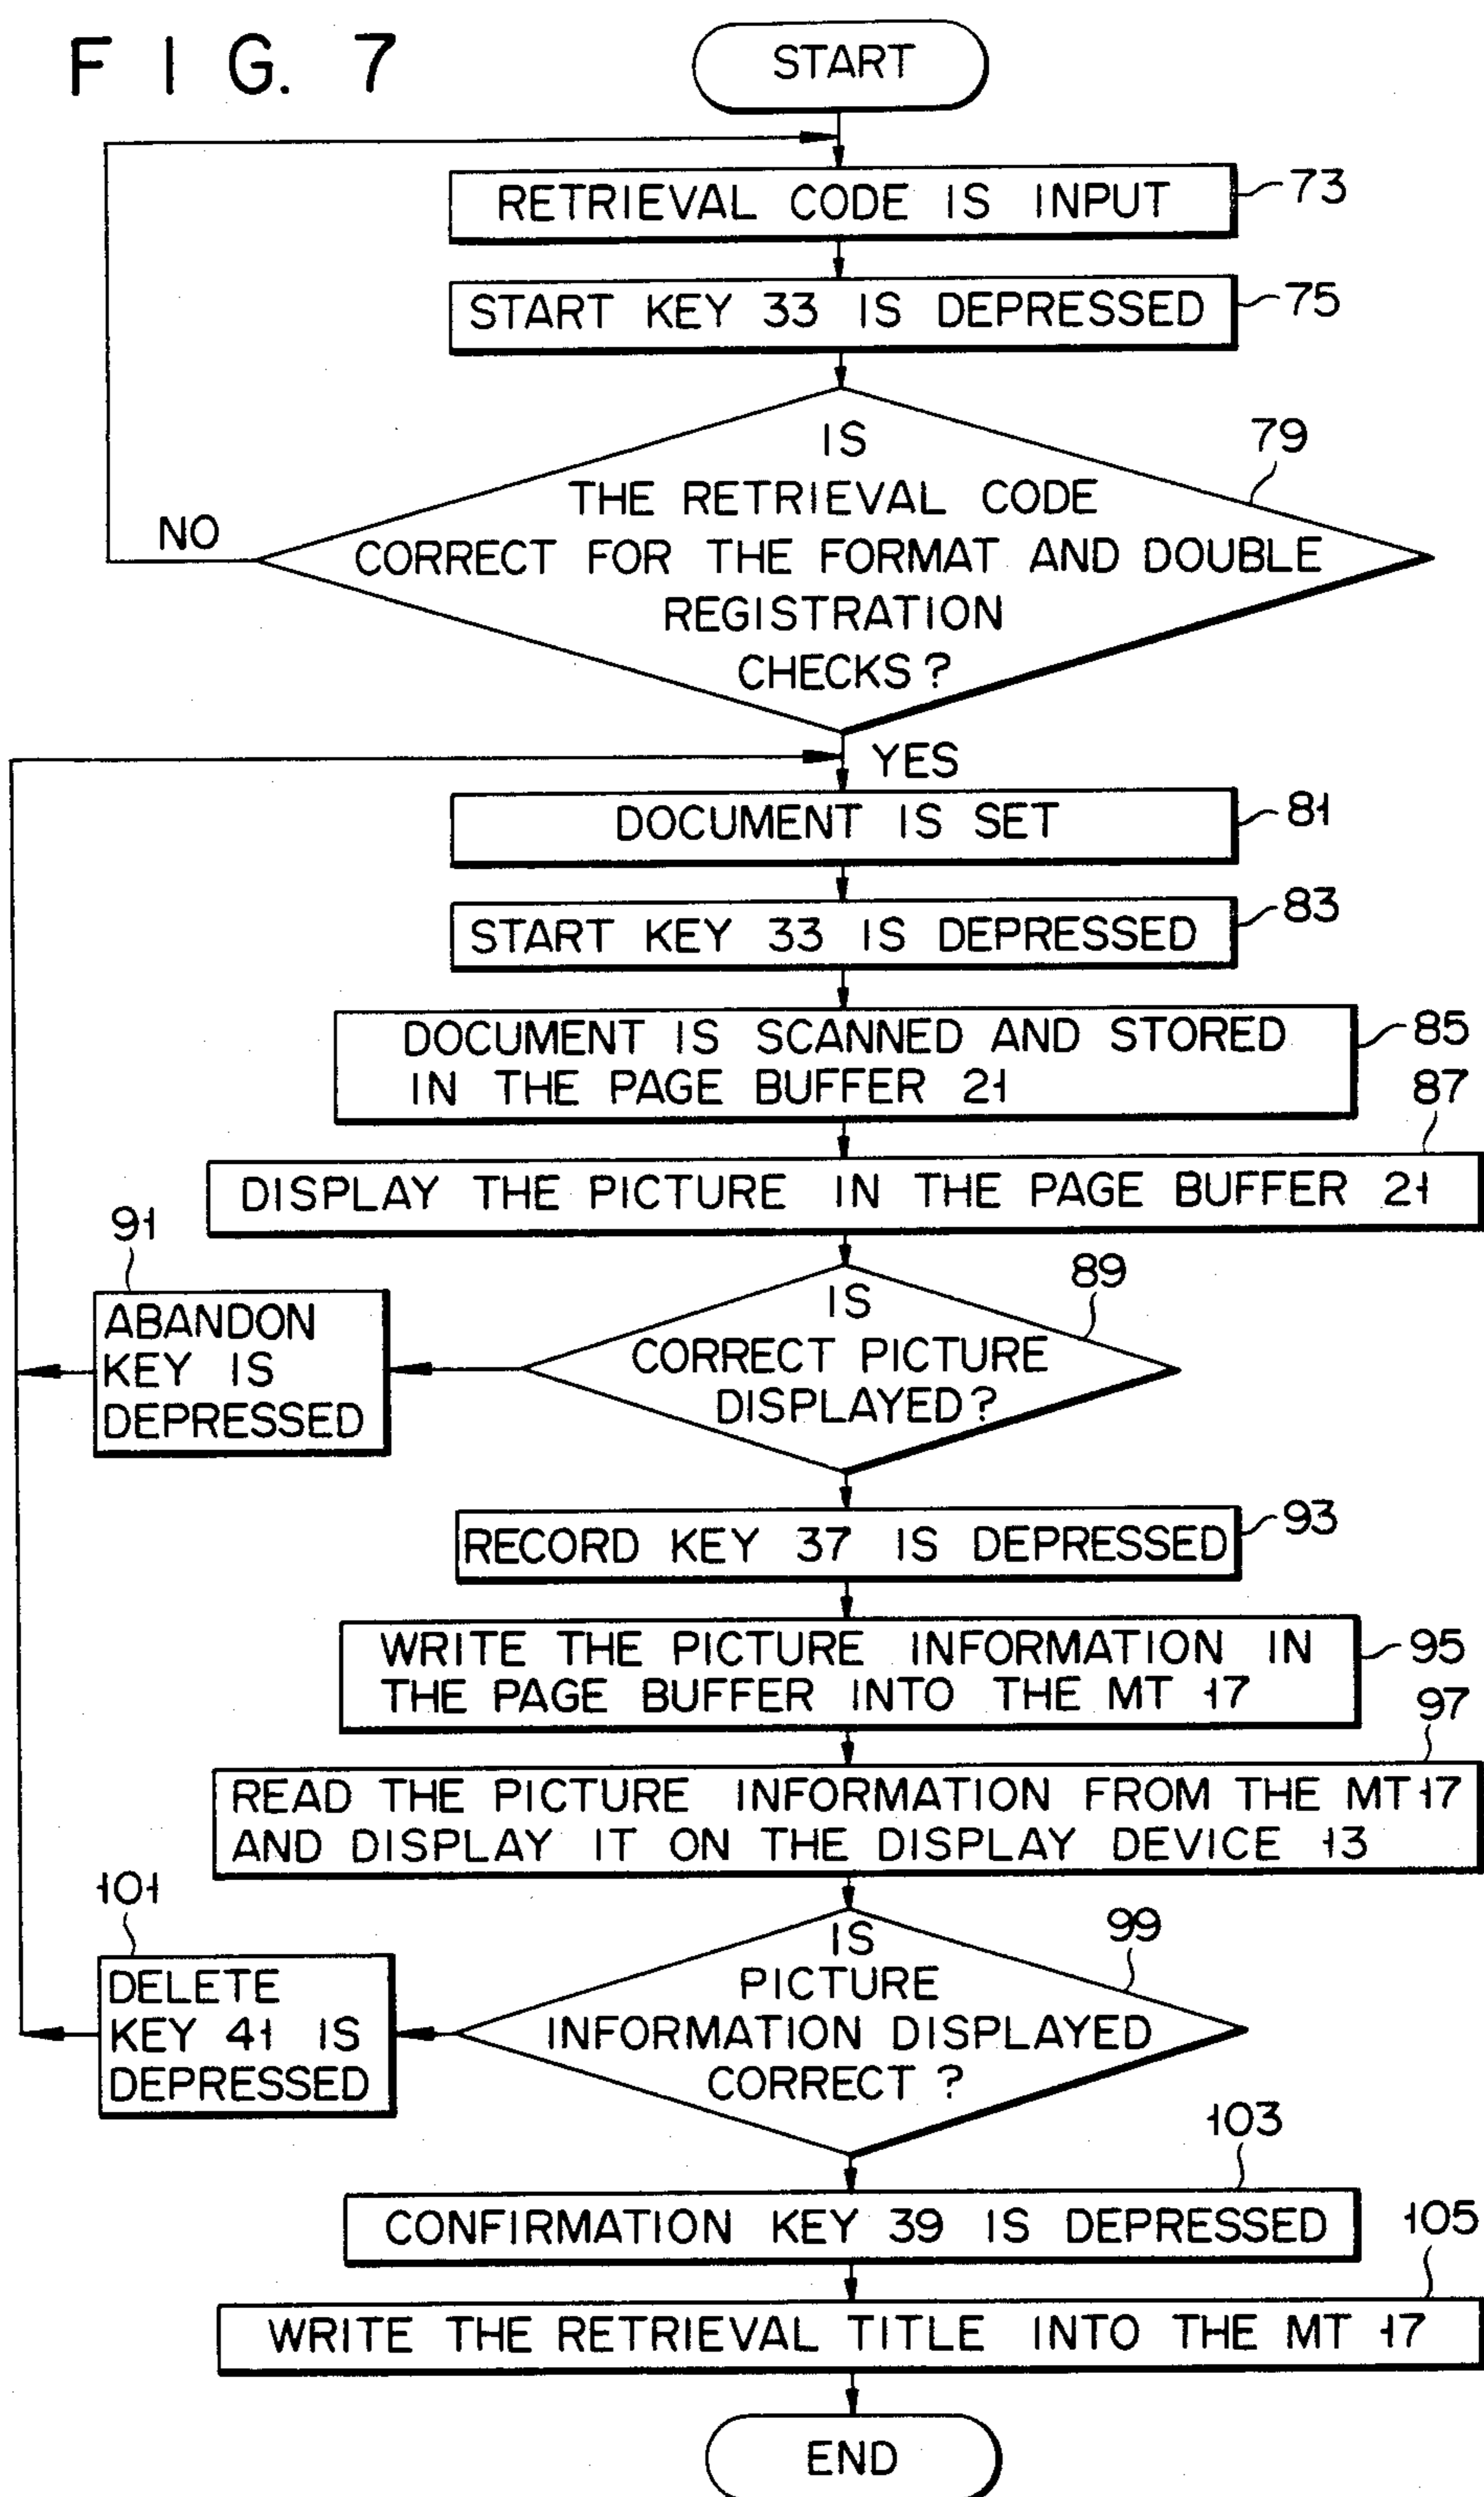 FIG. 7
START
RETRIEVAL CODE IS INPUT
73
START KEY 33 IS DEPRESSED
75
IS
THE RETRIEVAL CODE
CORRECT FOR THE FORMAT AND DOUBLE
REGISTRATION
CHECKS?
79
NO
YES
DOCUMENT IS SET
81
START KEY 33 IS DEPRESSED
83
DOCUMENT IS SCANNED AND STORED
IN THE PAGE BUFFER 21
85
87
DISPLAY THE PICTURE IN THE PAGE BUFFER 21
91
ABANDON
KEY IS
DEPRESSED
89
IS
CORRECT PICTURE
DISPLAYED?
RECORD KEY 37 IS DEPRESSED
93
WRITE THE PICTURE INFORMATION IN
THE PAGE BUFFER INTO THE MT 17
95
97
READ THE PICTURE INFORMATION FROM THE MT 17
AND DISPLAY IT ON THE DISPLAY DEVICE 13
101
DELETE
KEY 41 IS
DEPRESSED
99
IS
PICTURE
INFORMATION DISPLAYED
CORRECT?
103
CONFIRMATION KEY 39 IS DEPRESSED
105
WRITE THE RETRIEVAL TITLE INTO THE MT 17
END